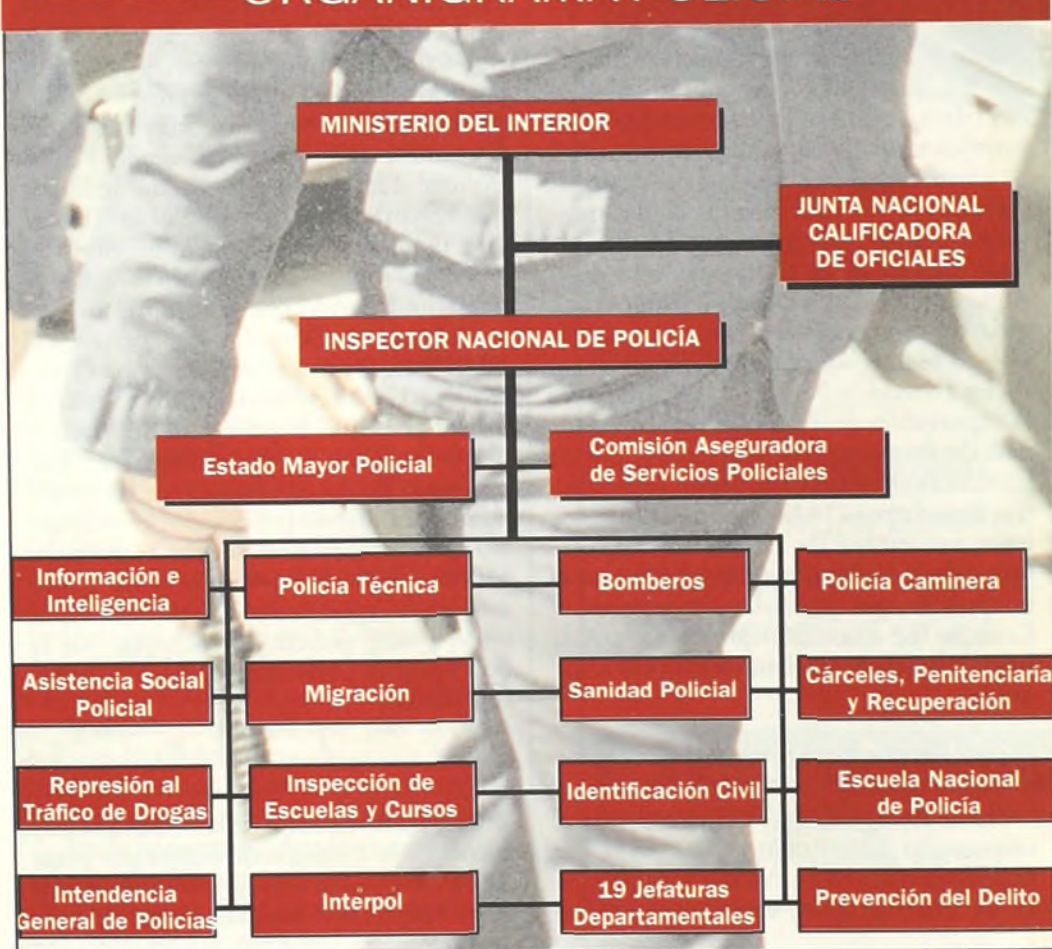 ORGANIGRAMA POLICIAL
MINISTERIO DEL INTERIOR
JUNTA NACIONAL
CALIFICADORA
DE OFICIALES
INSPECTOR NACIONAL DE POLICÍA
Estado Mayor Policial
Comisión Aseguradora
de Servicios Policiales
Información e
Inteligencia
Policía Técnica
Bomberos
Policía Caminera
Asistencia Social
Policial
Migración
Sanidad Policial
Cárceles, Penitenciaría
y Recuperación
Represión al
Tráfico de Drogas
Inspección de
Escuelas y Cursos
Identificación Civil
Escuela Nacional
de Policía
Intendencia
General de Policías
Interpol
19 Jefaturas
Departamentales
Prevención del Delito